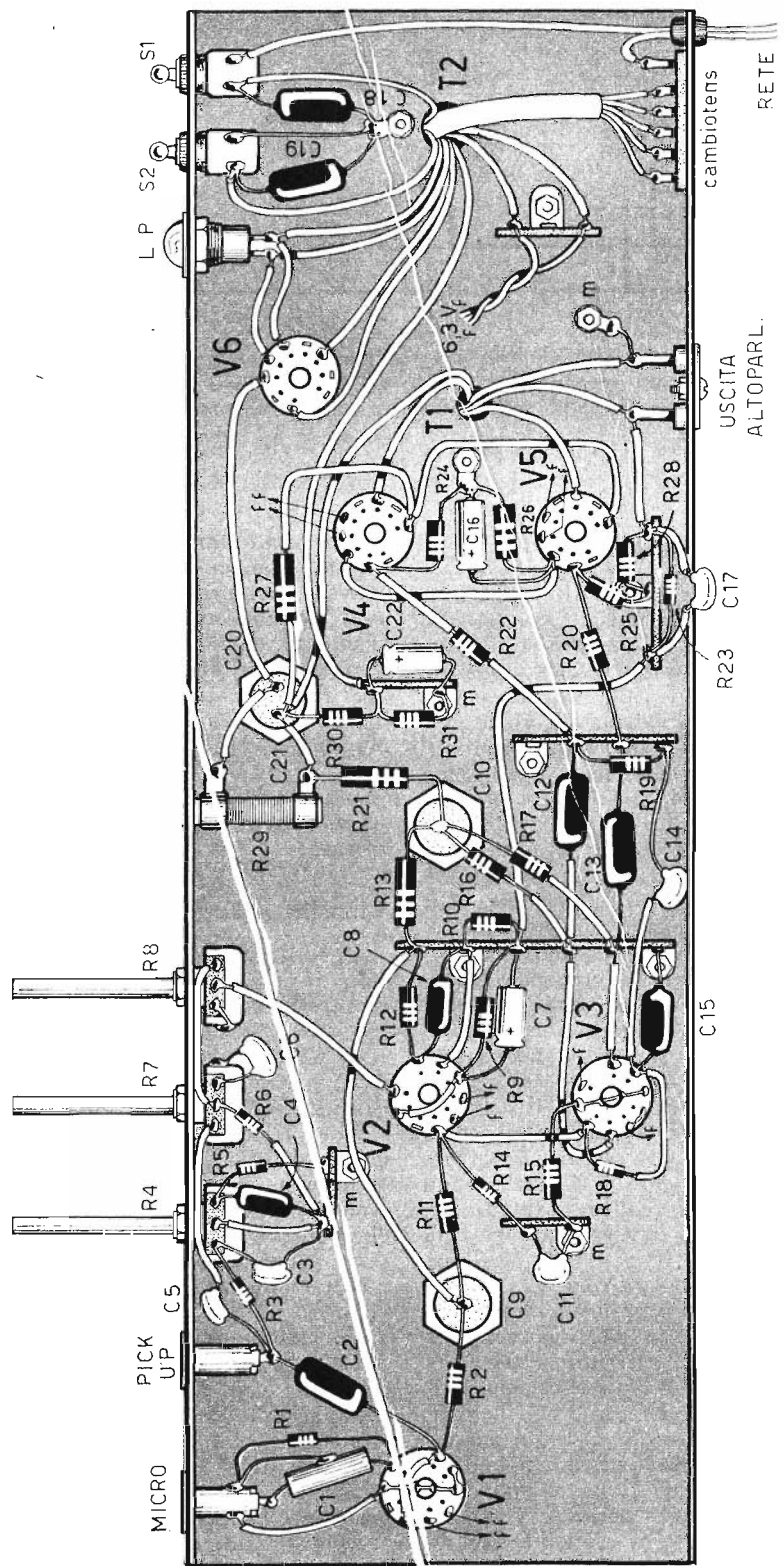 MICRO
PICK
UP
C5
R4
R7
R8
L P
S2
S1
R1
C1
C2
R3
C3
R5
C4
R6
C6
m
R29
C21
C20
R27
V6
C19
C18
T2
V1
R2
C9
R11
V2
R12
C8
R10
R13
R16
C10
R21
R30
R31
C22
m
V4
f f
R24
C16
R26
V5
f f
T1
6,3 V
f f
m
R14
R15
C11
m
R18
V3
R9
C7
R17
C12
C13
R19
C14
R22
R20
R25
f f
f f
f
f
C15
R23
C17
R28
USCITA
ALTOPARL.
cambiotens
RETE